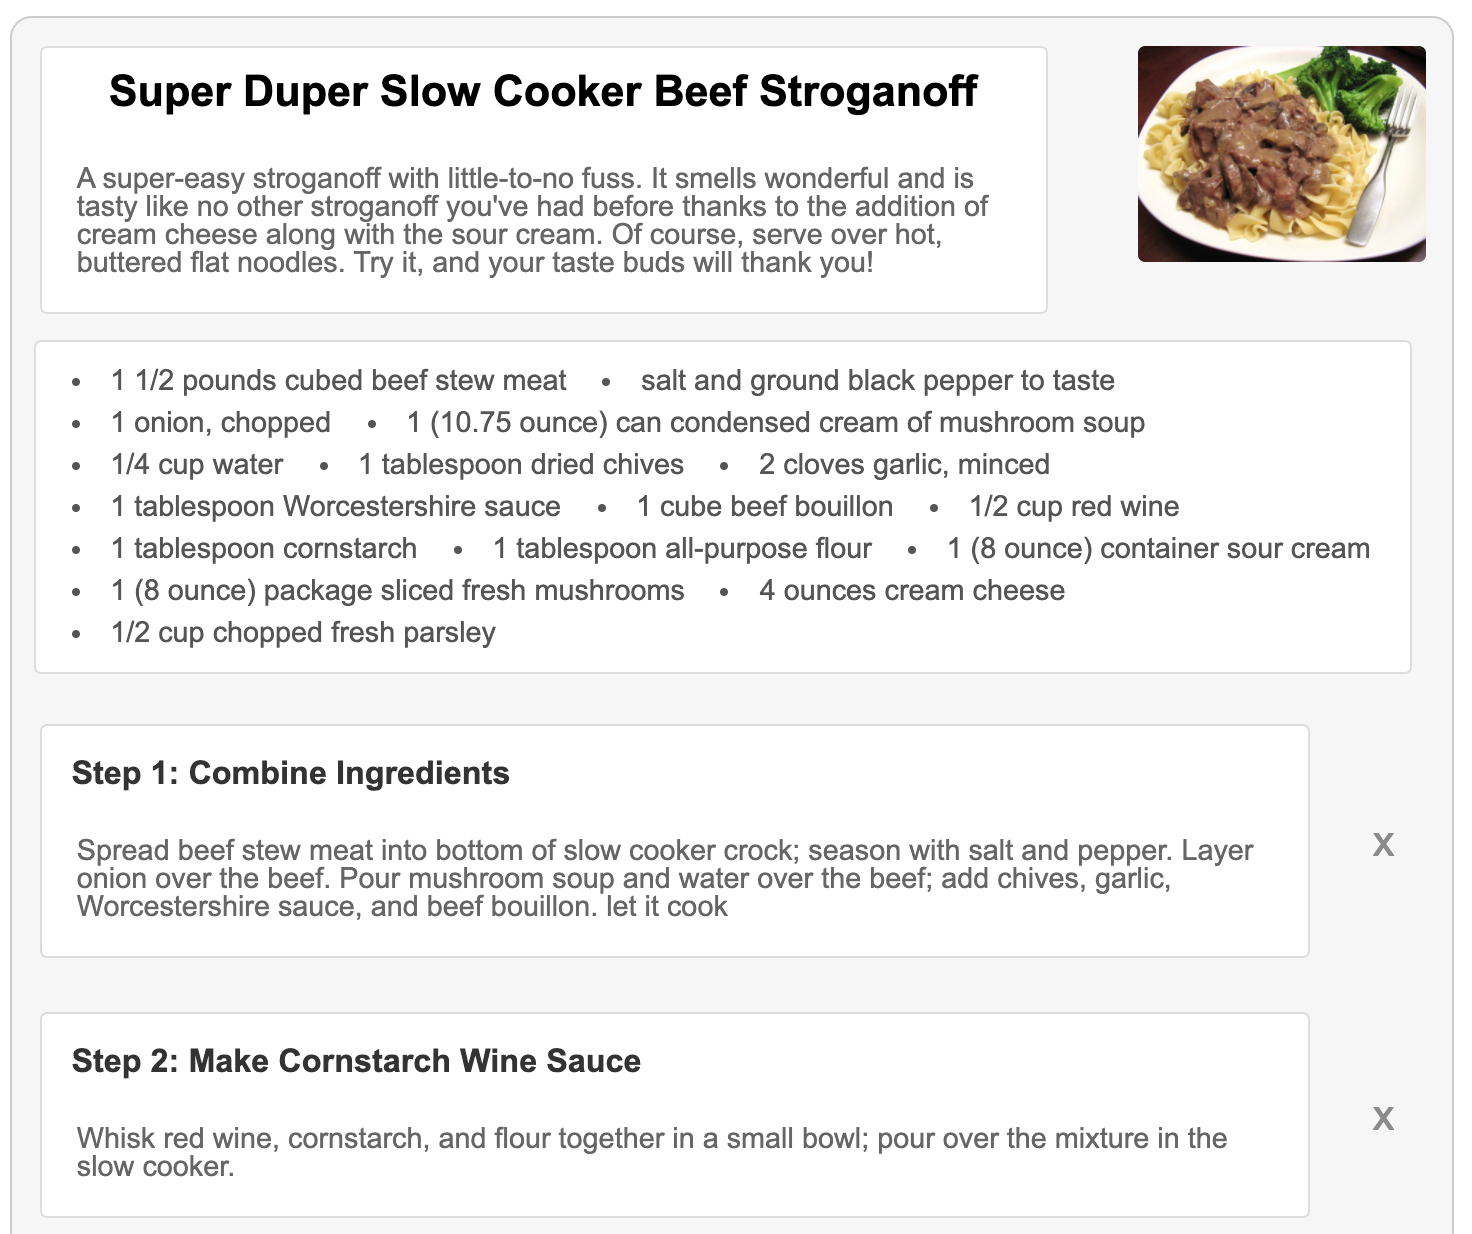 Super Duper Slow Cooker Beef Stroganoff
A super-easy stroganoff with little-to-no fuss. It smells wonderful and is
tasty like no other stroganoff you've had before thanks to the addition of
cream cheese along with the sour cream. Of course, serve over hot,
buttered flat noodles. Try it, and your taste buds will thank you!
• 1 1/2 pounds cubed beef stew meat • salt and ground black pepper to taste
• 1 onion, chopped • 1 (10.75 ounce) can condensed cream of mushroom soup
• 1/4 cup water • 1 tablespoon dried chives • 2 cloves garlic, minced
• 1 tablespoon Worcestershire sauce • 1 cube beef bouillon • 1/2 cup red wine
• 1 tablespoon cornstarch • 1 tablespoon all-purpose flour • 1 (8 ounce) container sour cream
• 1 (8 ounce) package sliced fresh mushrooms • 4 ounces cream cheese
• 1/2 cup chopped fresh parsley
Step 1: Combine Ingredients
Spread beef stew meat into bottom of slow cooker crock; season with salt and pepper. Layer
onion over the beef. Pour mushroom soup and water over the beef; add chives, garlic,
Worcestershire sauce, and beef bouillon. let it cook
X
Step 2: Make Cornstarch Wine Sauce
Whisk red wine, cornstarch, and flour together in a small bowl; pour over the mixture in the
slow cooker.
X